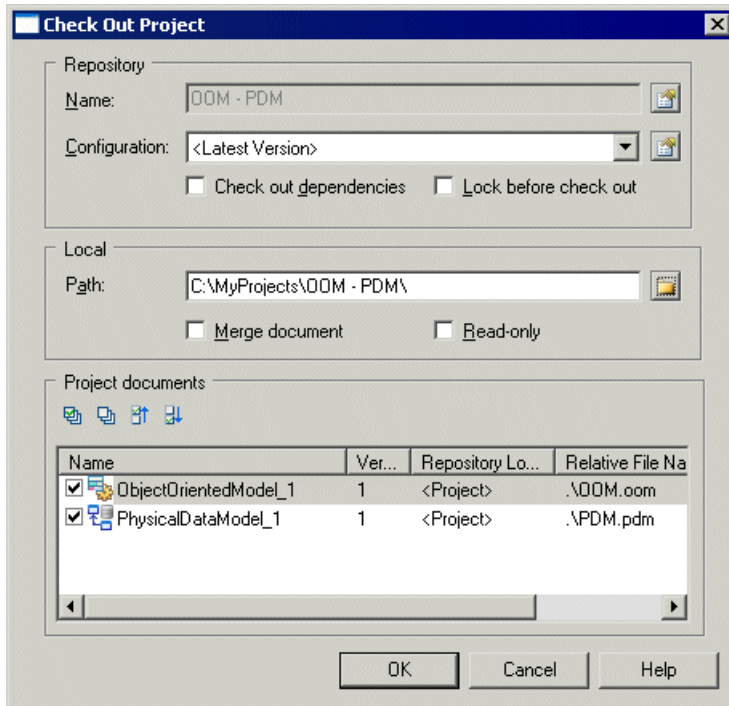 Check Out Project
Repository
Name: OOM - PDM
Configuration: <Latest Version>
Check out dependencies Lock before check out
Local
Path: C:\MyProjects\OOM - PDM\
Merge document Read-only
Project documents
Name Ver... Repository Lo... Relative File Na
ObjectOrientedModel_1 1 <Project> .\OOM.oom
PhysicalDataModel_1 1 <Project> .\PDM.pdm
OK Cancel Help